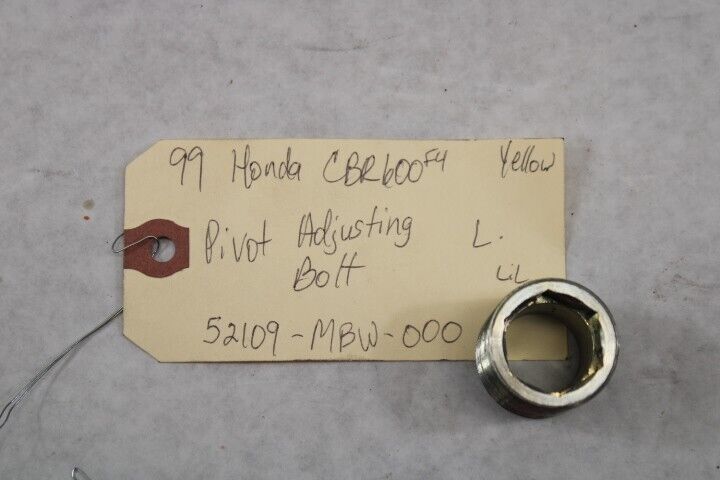 99 Honda CBR600F4 Yellow
Pivot Adjusting L.
Bolt LiL
52109-MBW-000